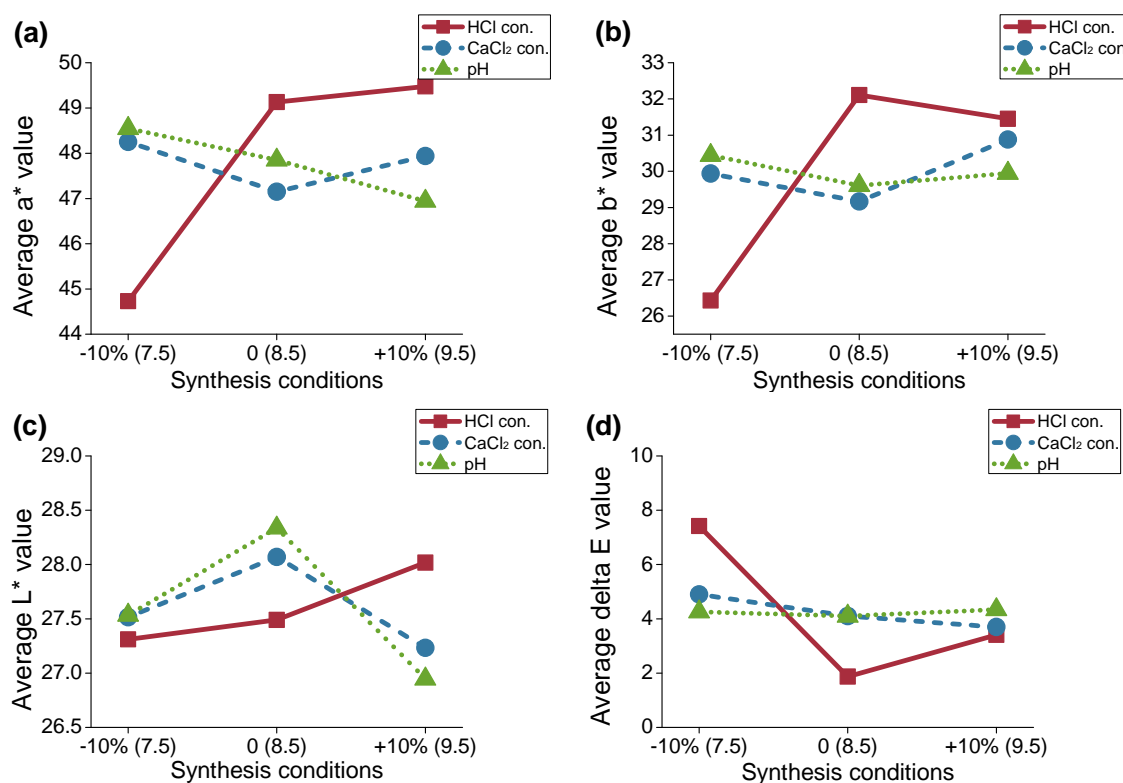 (a)
HCl con.
CaCl₂ con.
pH
50
49
48
47
46
45
44
Average a* value
-10% (7.5) 0 (8.5) +10% (9.5)
Synthesis conditions
(b)
HCl con.
CaCl₂ con.
pH
33
32
31
30
29
28
27
26
Average b* value
-10% (7.5) 0 (8.5) +10% (9.5)
Synthesis conditions
(c)
HCl con.
CaCl₂ con.
pH
29.0
28.5
28.0
27.5
27.0
26.5
Average L* value
-10% (7.5) 0 (8.5) +10% (9.5)
Synthesis conditions
(d)
HCl con.
CaCl₂ con.
pH
10
8
6
4
2
0
Average delta E value
-10% (7.5) 0 (8.5) +10% (9.5)
Synthesis conditions